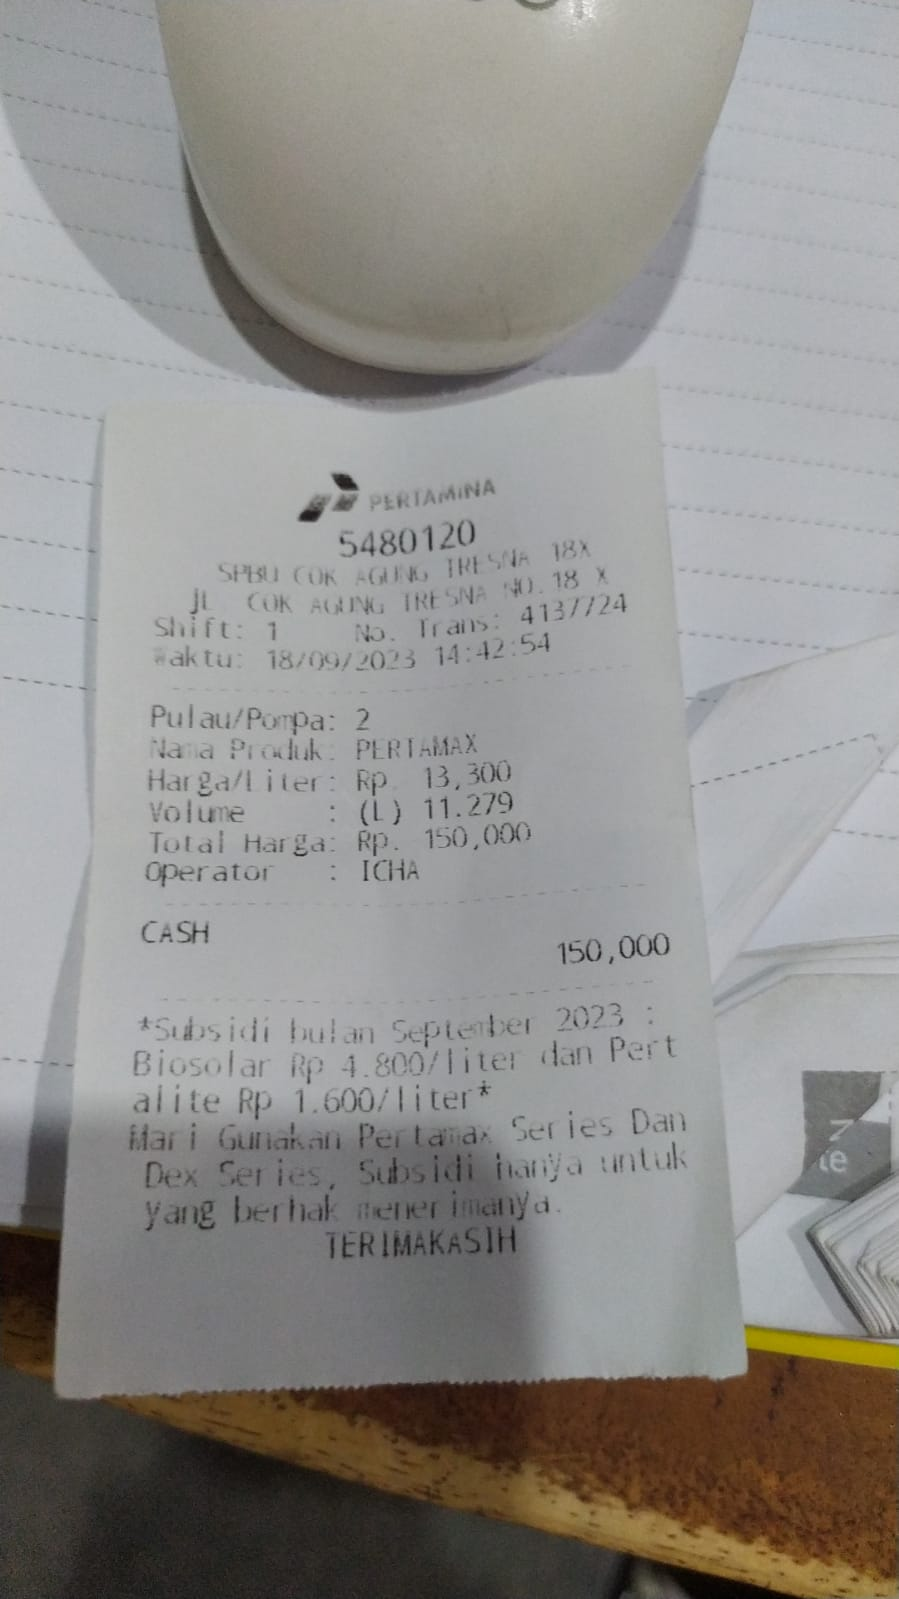 PERTAMINA
5480120
SPBU COK AGUNG TRESNA 18X
JL COK AGUNG TRESNA NO.18 X
Shift: 1 No. Trans: 4137724
Waktu: 18/09/2023 14:42:54
Pulau/Pompa: 2
Nama Produk: PERTAMAX
Harga/Liter: Rp. 13,300
Volume : (L) 11.279
Total Harga: Rp. 150,000
Operator : ICHA
CASH
150,000
*Subsidi bulan September 2023 :
Biosolar Rp 4.800/liter dan Pert
alite Rp 1.600/liter*
Mari Gunakan Pertamax Series Dan
Dex Series, Subsidi hanya untuk
yang berhak menerimanya.
TERIMAKASIH